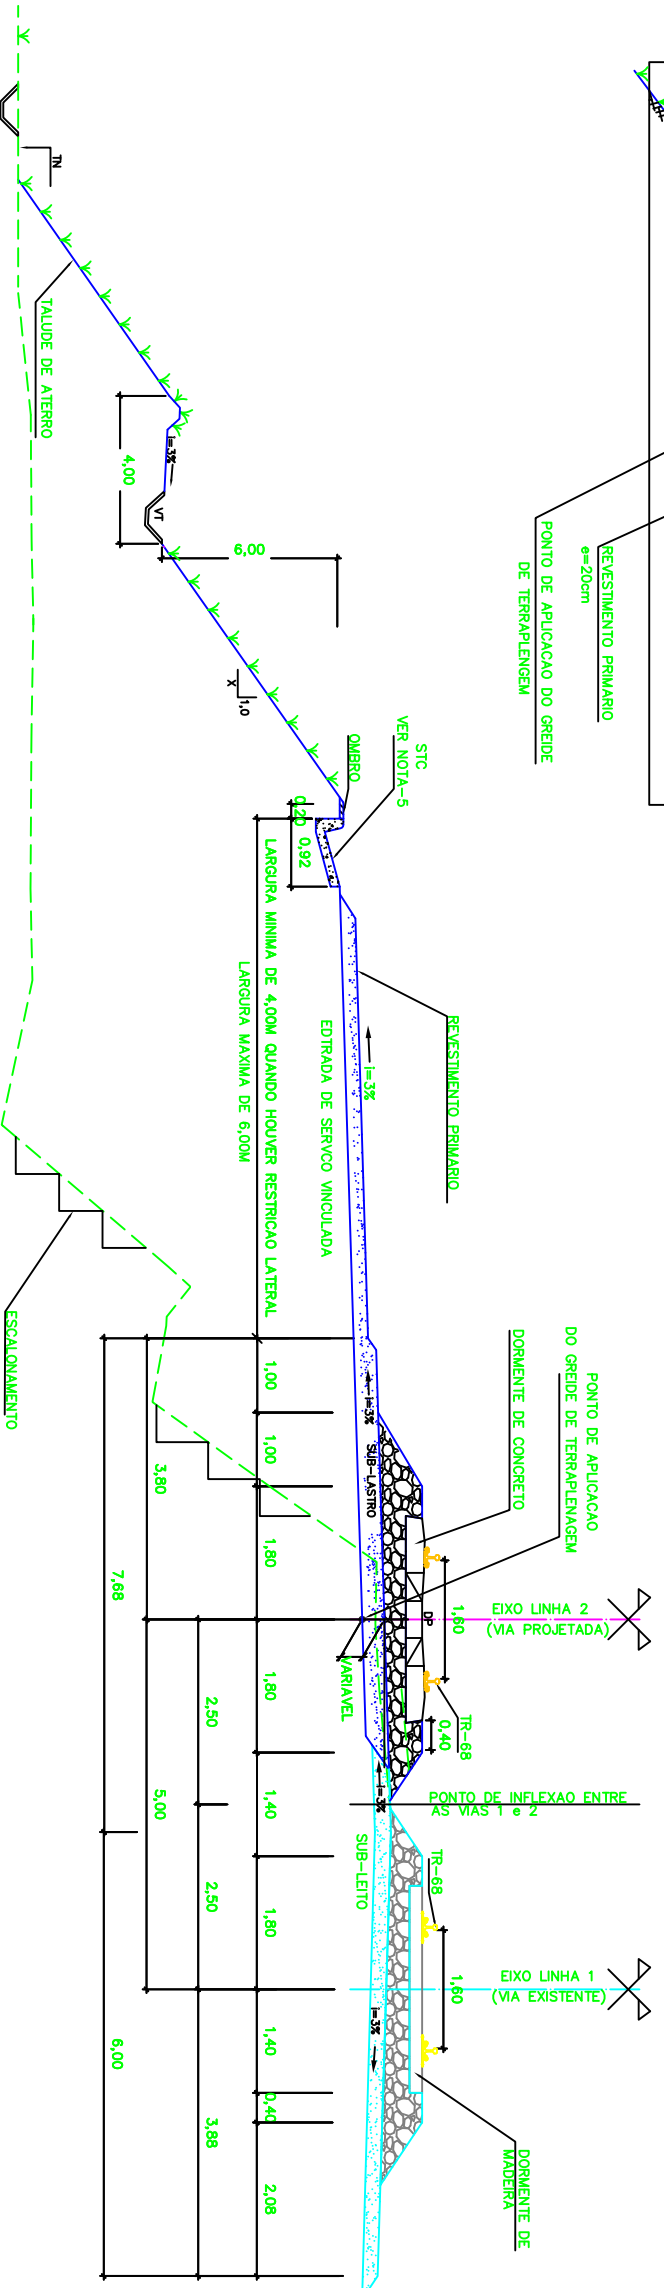 PONTO DE APLICACAO DO GREIDE
DE TERRAPLENGEM
REVESTIMENTO PRIMARIO
e=20cm
TN
TALUDE DE ATERRO
4,00
i=3%
VT
6,00
X
1,0
STC
VER NOTA-5
OMBRO
0,20
0,92
LARGURA MINIMA DE 4,00M QUANDO HOUVER RESTRICAO LATERAL
LARGURA MAXIMA DE 6,00M
EDTRADA DE SERVCO VINCULADA
i=3%
REVESTIMENTO PRIMARIO
ESCALONAMENTO
PONTO DE APLICACAO
DO GREIDE DE TERRAPLENAGEM
DORMENTE DE CONCRETO
i=3%
SUB-LASTRO
DP
1,60
EIXO LINHA 2
(VIA PROJETADA)
TR-68
0,40
VARIAVEL
PONTO DE INFLEXAO ENTRE
AS VIAS 1 e 2
i=3%
SUB-LEITO
TR-68
1,60
EIXO LINHA 1
(VIA EXISTENTE)
i=3%
DORMENTE DE
MADEIRA
1,00
1,00
1,80
1,80
1,40
1,80
1,40
0,40
2,08
2,50
2,50
3,88
3,80
5,00
7,68
6,00